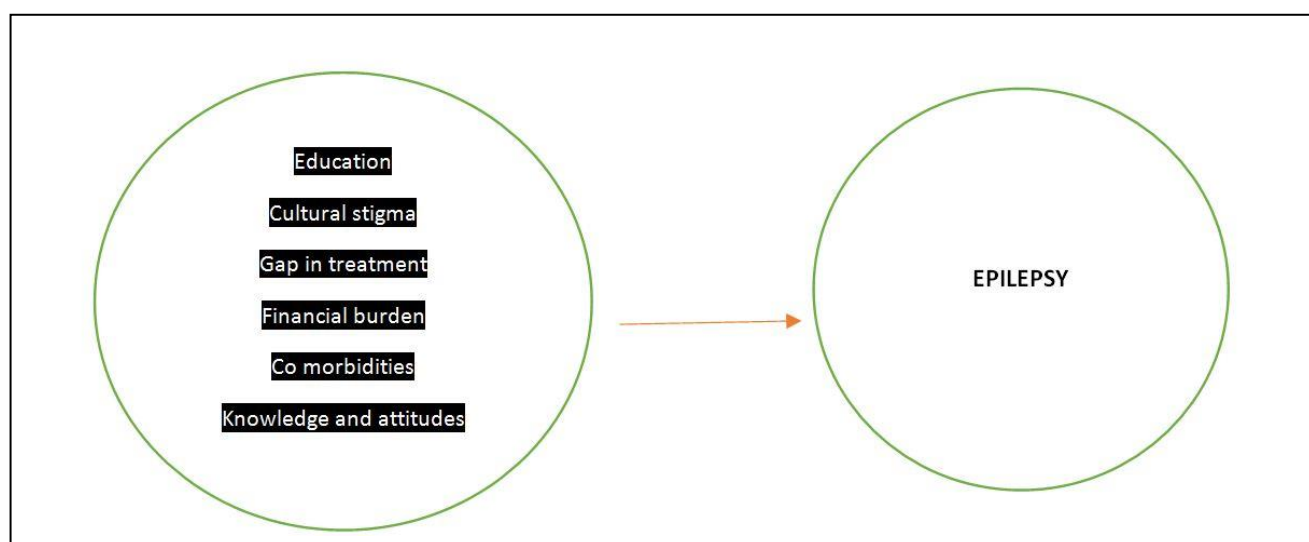 Education
Cultural stigma
Gap in treatment
Financial burden
Co morbidities
Knowledge and attitudes
EPILEPSY